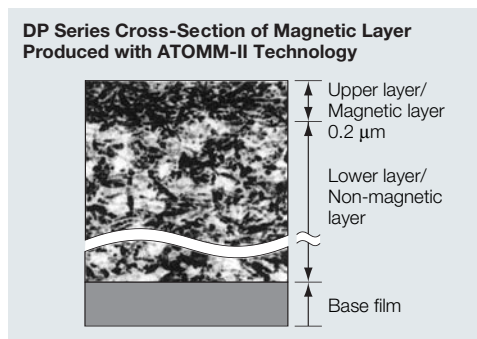 DP Series Cross-Section of Magnetic Layer
Produced with ATOMM-II Technology
Upper layer/
Magnetic layer
0.2 μm
Lower layer/
Non-magnetic
layer
Base film